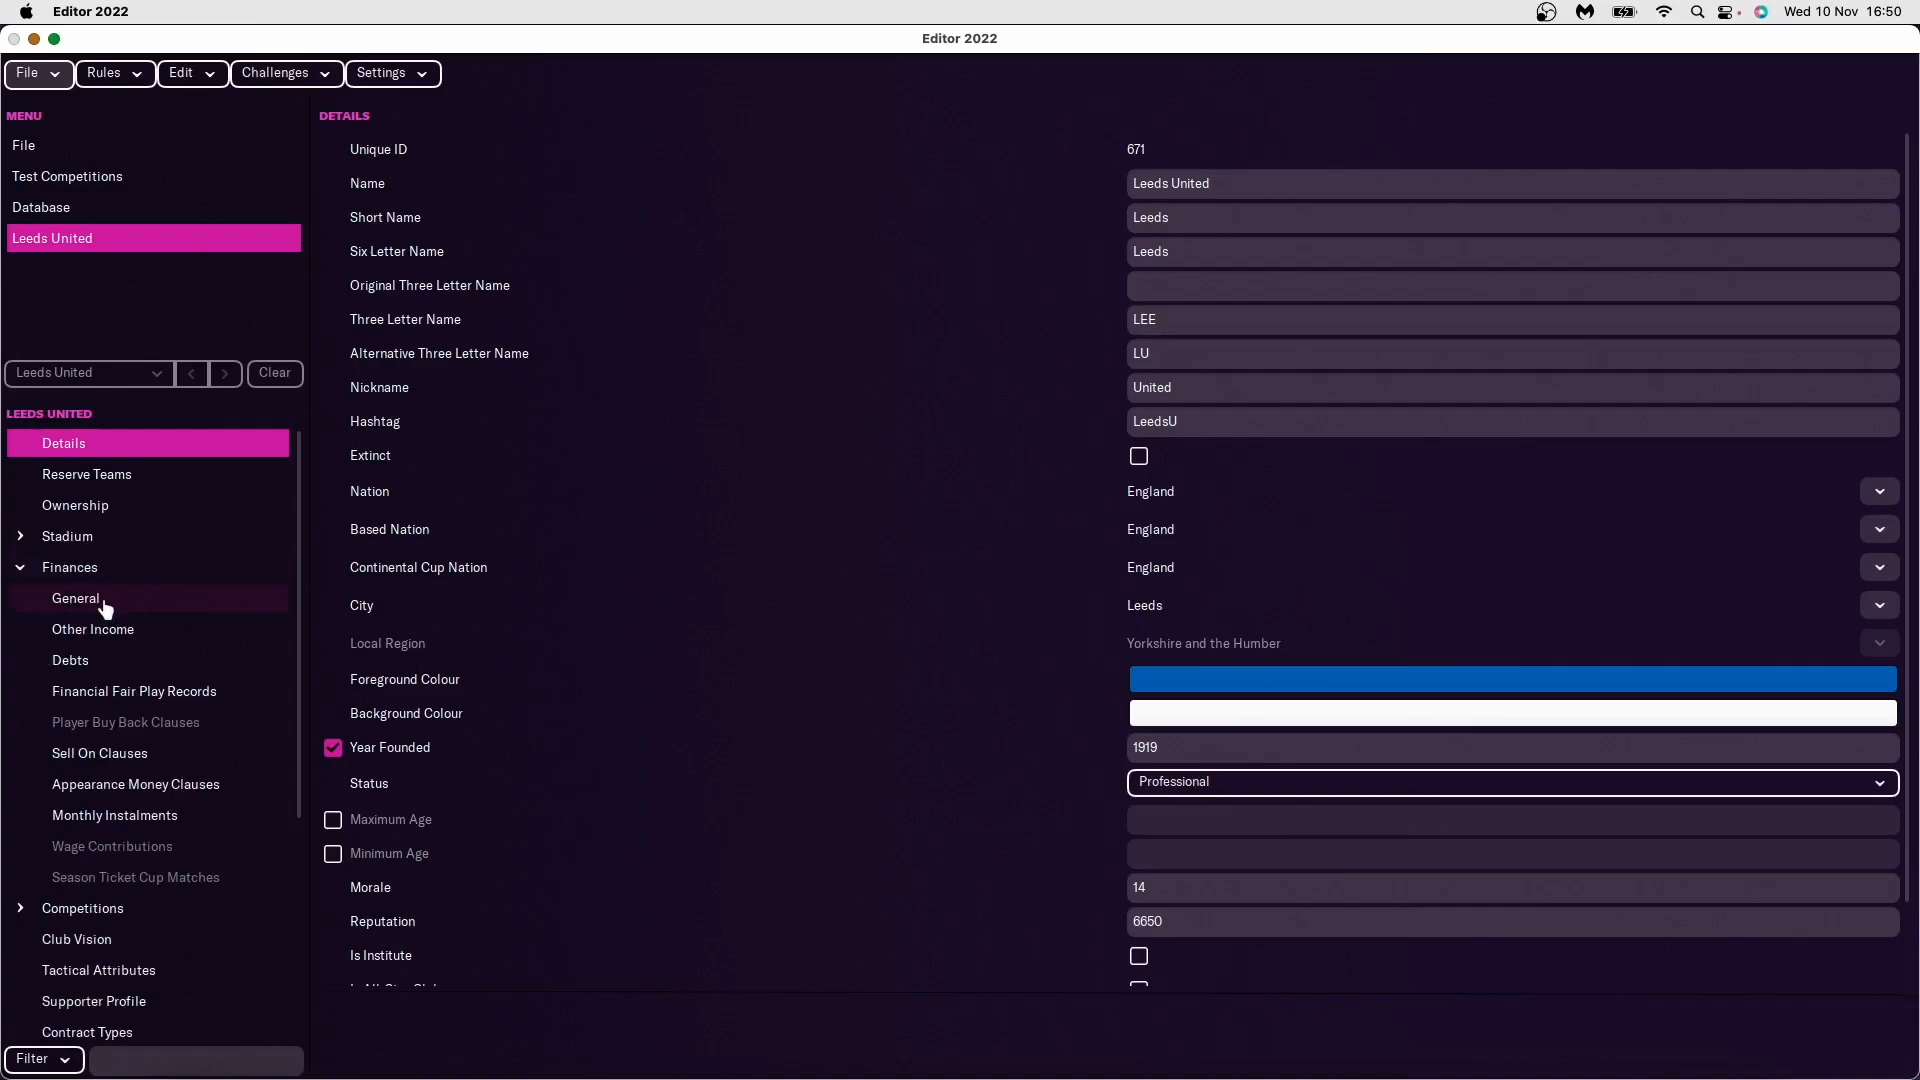 Editor 2022
Wed 10 Nov 16:50
Editor 2022
File
Rules
Edit
Challenges
Settings
MENU
File
Test Competitions
Database
Leeds United
Leeds United
Clear
LEEDS UNITED
Details
Reserve Teams
Ownership
Stadium
Finances
General
Other Income
Debts
Financial Fair Play Records
Player Buy Back Clauses
Sell On Clauses
Appearance Money Clauses
Monthly Instalments
Wage Contributions
Season Ticket Cup Matches
Competitions
Club Vision
Tactical Attributes
Supporter Profile
Contract Types
Filter
DETAILS
Unique ID 671
Name Leeds United
Short Name Leeds
Six Letter Name Leeds
Original Three Letter Name
Three Letter Name LEE
Alternative Three Letter Name LU
Nickname United
Hashtag LeedsU
Extinct
Nation England
Based Nation England
Continental Cup Nation England
City Leeds
Local Region Yorkshire and the Humber
Foreground Colour
Background Colour
Year Founded 1919
Status Professional
Maximum Age
Minimum Age
Morale 14
Reputation 6650
Is Institute